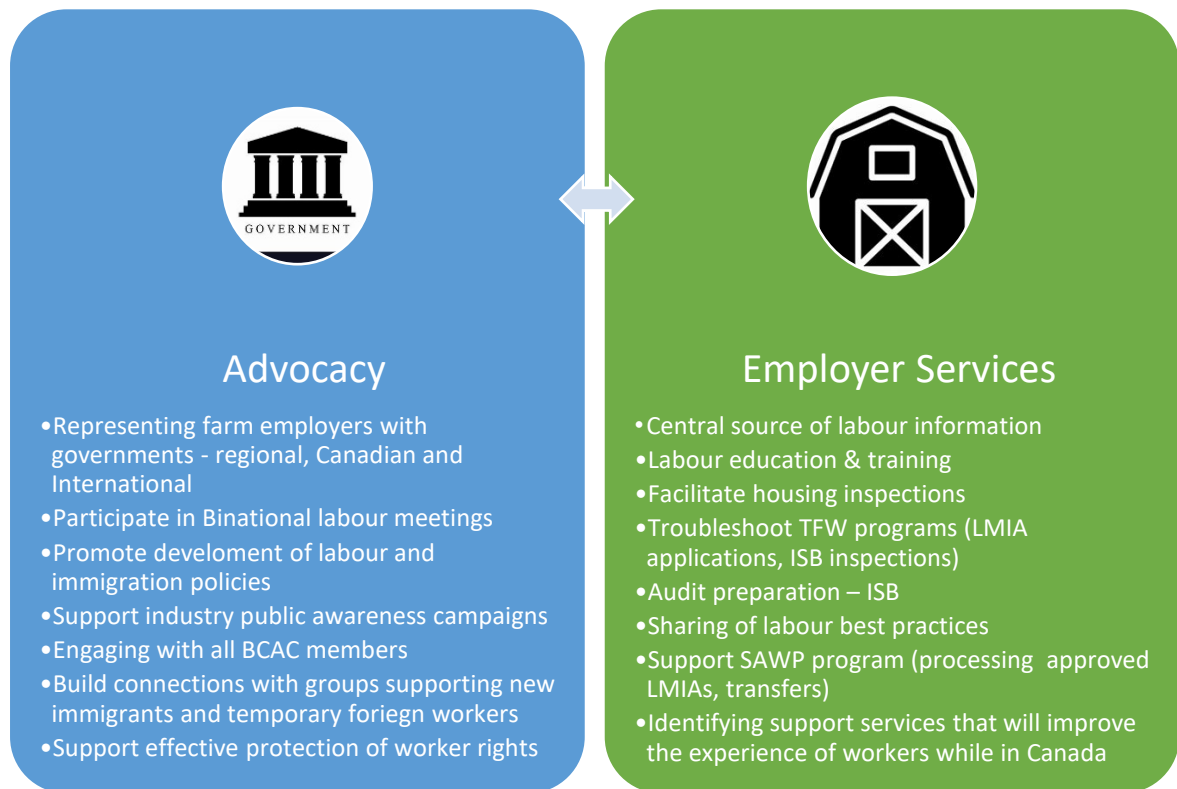 GOVERNMENT
Advocacy
•Representing farm employers with
governments - regional, Canadian and
International
•Participate in Binational labour meetings
•Promote develoment of labour and
immigration policies
•Support industry public awareness campaigns
•Engaging with all BCAC members
•Build connections with groups supporting new
immigrants and temporary foriegn workers
•Support effective protection of worker rights
Employer Services
•Central source of labour information
•Labour education & training
•Facilitate housing inspections
•Troubleshoot TFW programs (LMIA
applications, ISB inspections)
•Audit preparation – ISB
•Sharing of labour best practices
•Support SAWP program (processing  approved
LMIAs, transfers)
•Identifying support services that will improve
the experience of workers while in Canada